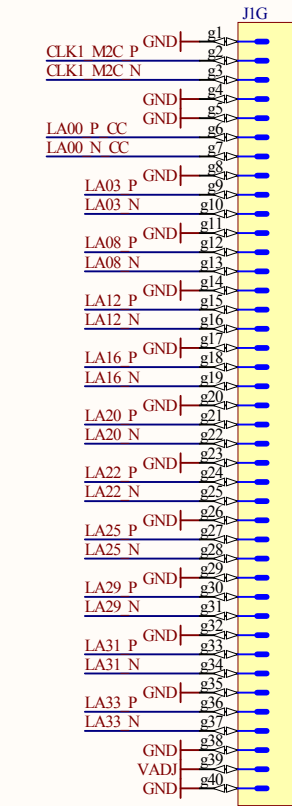 J1G
GND g1
CLK1_M2C_P g2
CLK1_M2C_N g3
GND g4
GND g5
LA00_P_CC g6
LA00_N_CC g7
GND g8
LA03_P g9
LA03_N g10
GND g11
LA08_P g12
LA08_N g13
GND g14
LA12_P g15
LA12_N g16
GND g17
LA16_P g18
LA16_N g19
GND g20
LA20_P g21
LA20_N g22
GND g23
LA22_P g24
LA22_N g25
GND g26
LA25_P g27
LA25_N g28
GND g29
LA29_P g30
LA29_N g31
GND g32
LA31_P g33
LA31_N g34
GND g35
LA33_P g36
LA33_N g37
GND g38
VADJ g39
GND g40